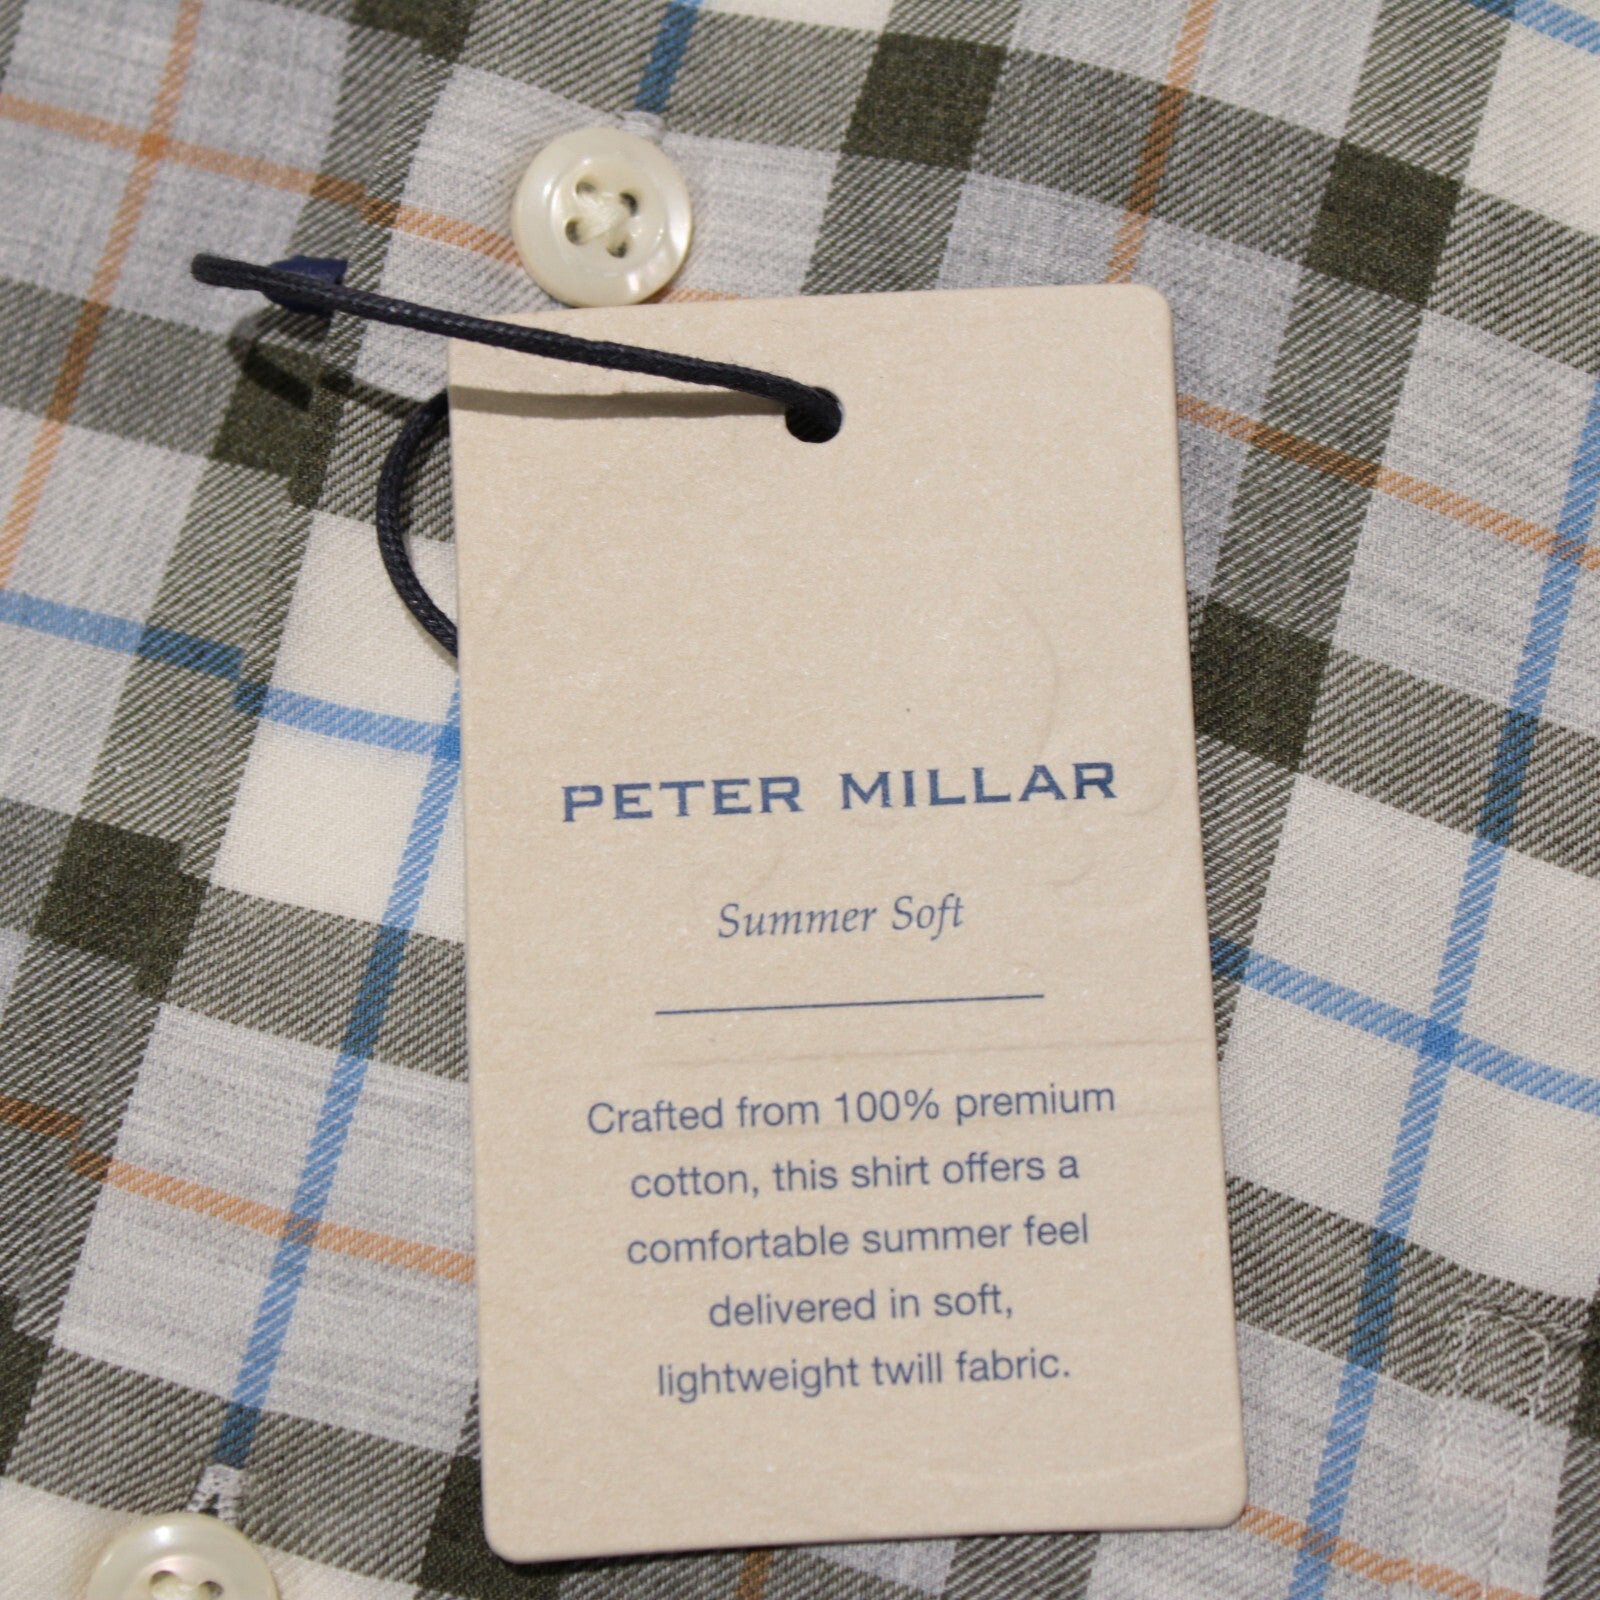 PETER MILLAR
Summer Soft
Crafted from 100% premium
cotton, this shirt offers a
comfortable summer feel
delivered in soft,
lightweight twill fabric.